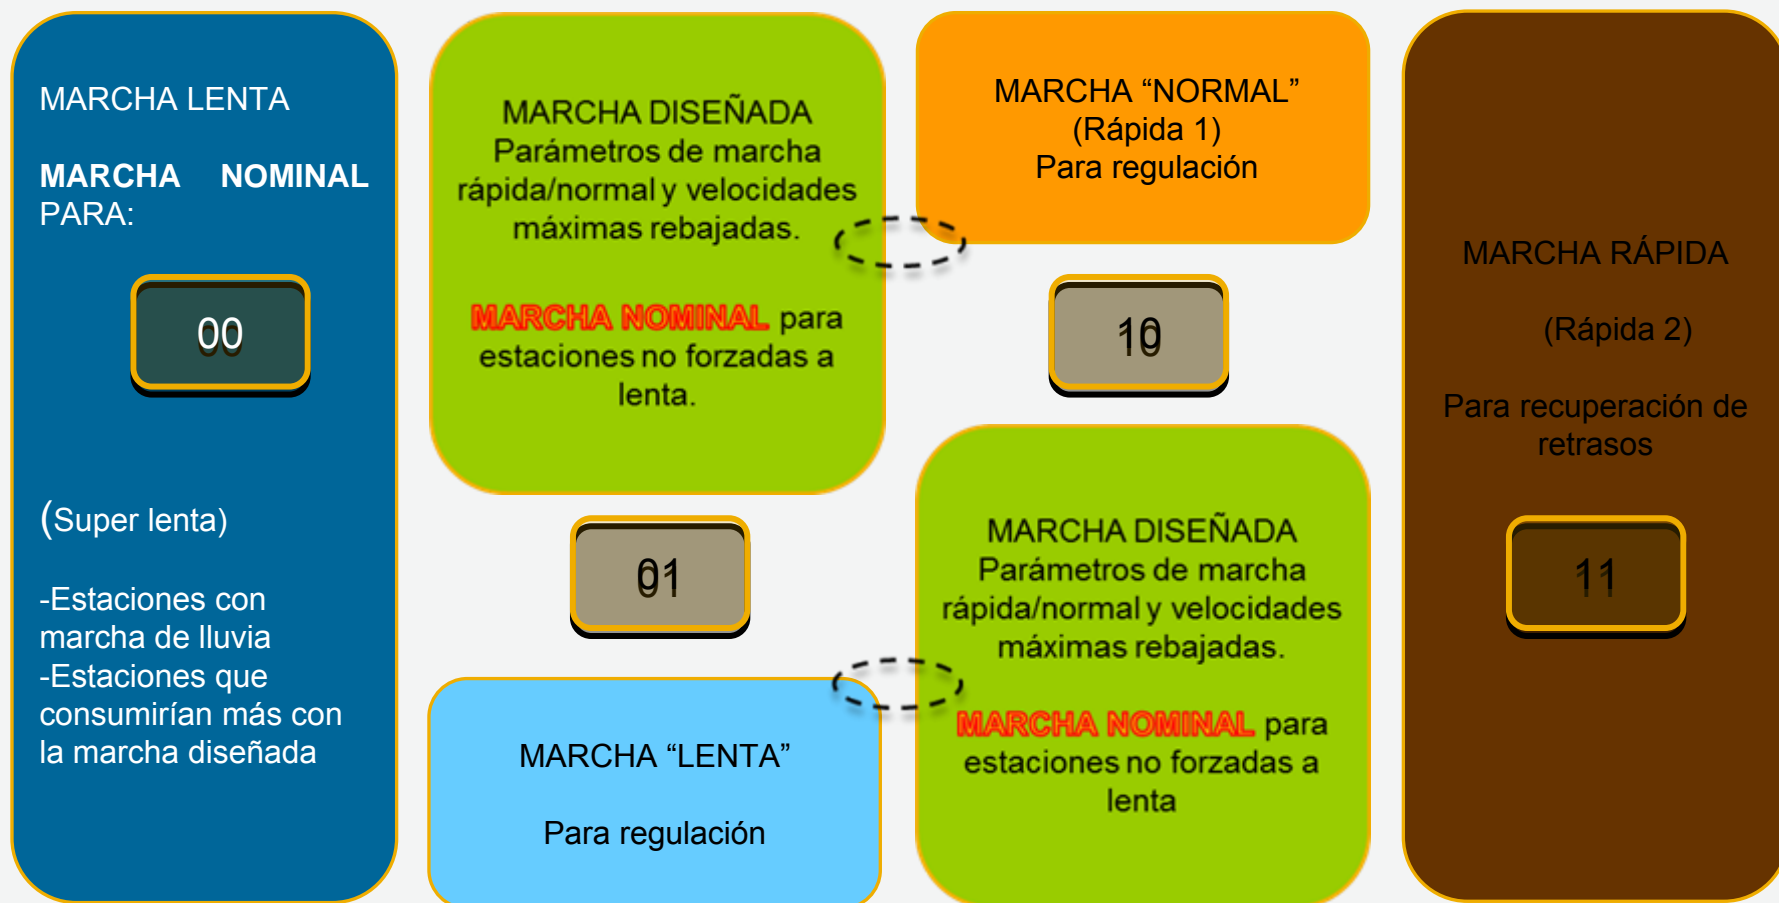 MARCHA LENTA
MARCHA NOMINAL
PARA:
00
(Super lenta)
-Estaciones con
marcha de lluvia
-Estaciones que
consumirían más con
la marcha diseñada
MARCHA DISEÑADA
Parámetros de marcha
rápida/normal y velocidades
máximas rebajadas.
MARCHA NOMINAL para
estaciones no forzadas a
lenta.
01
MARCHA “LENTA”
Para regulación
MARCHA “NORMAL”
(Rápida 1)
Para regulación
10
MARCHA DISEÑADA
Parámetros de marcha
rápida/normal y velocidades
máximas rebajadas.
MARCHA NOMINAL para
estaciones no forzadas a
lenta
MARCHA RÁPIDA
(Rápida 2)
Para recuperación de
retrasos
11